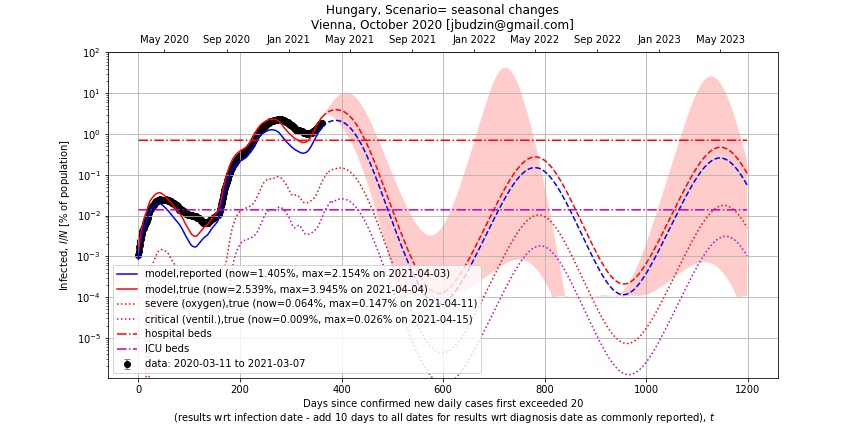 Hungary, Scenario= seasonal changes
Vienna, October 2020 [jbudzin@gmail.com]
May 2020 Sep 2020 Jan 2021 May 2021 Sep 2021 Jan 2022 May 2022 Sep 2022 Jan 2023 May 2023
10²
10¹
10⁰
10⁻¹
10⁻²
10⁻³
10⁻⁴
10⁻⁵
Infected, I/N [% of population]
model,reported (now=1.405%, max=2.154% on 2021-04-03)
model,true (now=2.539%, max=3.945% on 2021-04-04)
severe (oxygen),true (now=0.064%, max=0.147% on 2021-04-11)
critical (ventil.),true (now=0.009%, max=0.026% on 2021-04-15)
hospital beds
ICU beds
data: 2020-03-11 to 2021-03-07
0 200 400 600 800 1000 1200
Days since confirmed new daily cases first exceeded 20
(results wrt infection date - add 10 days to all dates for results wrt diagnosis date as commonly reported), t